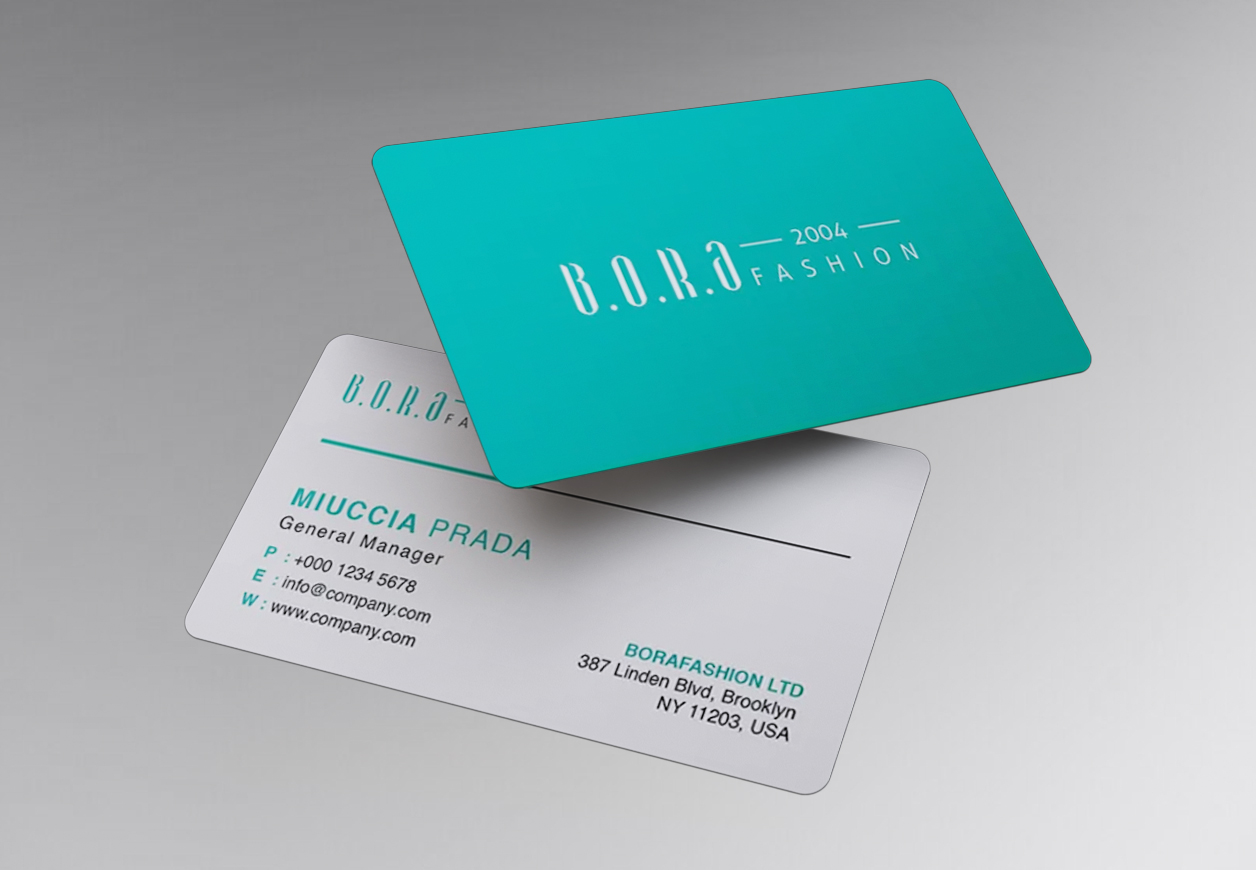 B.O.R.a
2004
FASHION
B.O.R.a
FA
MIUCCIA PRADA
General Manager
P : +000 1234 5678
E : info@company.com
W : www.company.com
BORAFASHION LTD
387 Linden Blvd, Brooklyn
NY 11203, USA